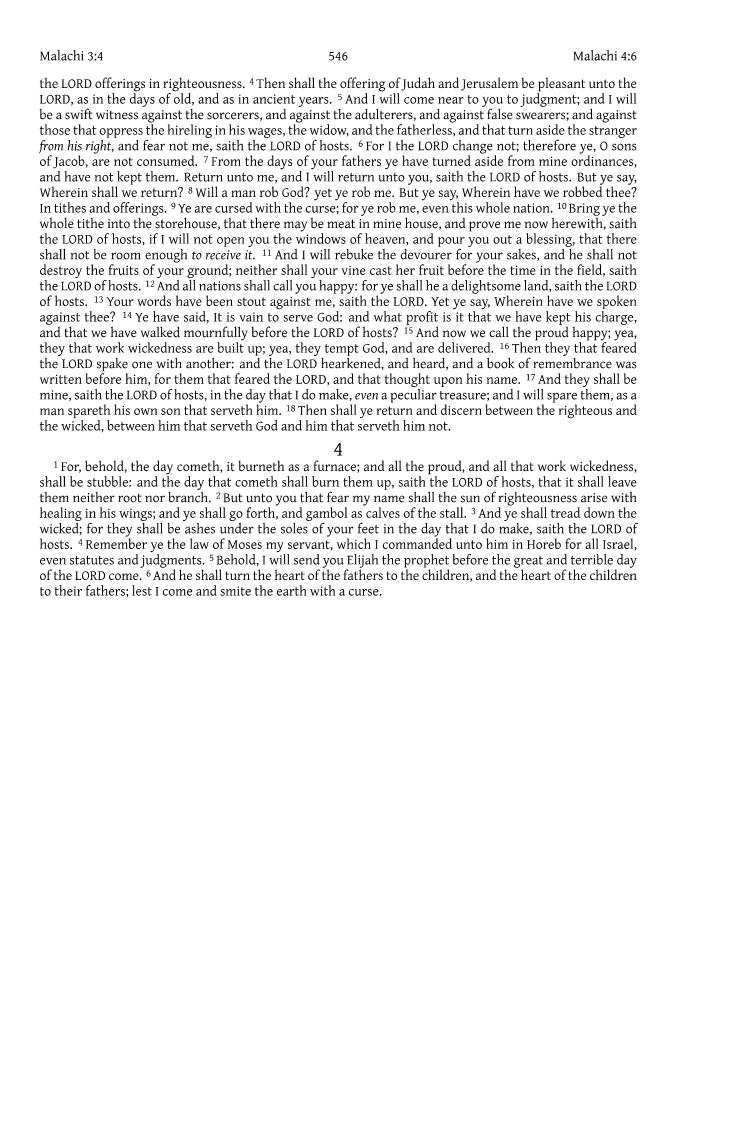 Malachi 3:4 546 Malachi 4:6
the LORD offerings in righteousness. 4 Then shall the offering of Judah and Jerusalem be pleasant unto the
LORD, as in the days of old, and as in ancient years. 5 And I will come near to you to judgment; and I will
be a swift witness against the sorcerers, and against the adulterers, and against false swearers; and against
those that oppress the hireling in his wages, the widow, and the fatherless, and that turn aside the stranger
from his right, and fear not me, saith the LORD of hosts. 6 For I the LORD change not; therefore ye, O sons
of Jacob, are not consumed. 7 From the days of your fathers ye have turned aside from mine ordinances,
and have not kept them. Return unto me, and I will return unto you, saith the LORD of hosts. But ye say,
Wherein shall we return? 8 Will a man rob God? yet ye rob me. But ye say, Wherein have we robbed thee?
In tithes and offerings. 9 Ye are cursed with the curse; for ye rob me, even this whole nation. 10 Bring ye the
whole tithe into the storehouse, that there may be meat in mine house, and prove me now herewith, saith
the LORD of hosts, if I will not open you the windows of heaven, and pour you out a blessing, that there
shall not be room enough to receive it. 11 And I will rebuke the devourer for your sakes, and he shall not
destroy the fruits of your ground; neither shall your vine cast her fruit before the time in the field, saith
the LORD of hosts. 12 And all nations shall call you happy: for ye shall he a delightsome land, saith the LORD
of hosts. 13 Your words have been stout against me, saith the LORD. Yet ye say, Wherein have we spoken
against thee? 14 Ye have said, It is vain to serve God: and what profit is it that we have kept his charge,
and that we have walked mournfully before the LORD of hosts? 15 And now we call the proud happy; yea,
they that work wickedness are built up; yea, they tempt God, and are delivered. 16 Then they that feared
the LORD spake one with another: and the LORD hearkened, and heard, and a book of remembrance was
written before him, for them that feared the LORD, and that thought upon his name. 17 And they shall be
mine, saith the LORD of hosts, in the day that I do make, even a peculiar treasure; and I will spare them, as a
man spareth his own son that serveth him. 18 Then shall ye return and discern between the righteous and
the wicked, between him that serveth God and him that serveth him not.
4
1 For, behold, the day cometh, it burneth as a furnace; and all the proud, and all that work wickedness,
shall be stubble: and the day that cometh shall burn them up, saith the LORD of hosts, that it shall leave
them neither root nor branch. 2 But unto you that fear my name shall the sun of righteousness arise with
healing in his wings; and ye shall go forth, and gambol as calves of the stall. 3 And ye shall tread down the
wicked; for they shall be ashes under the soles of your feet in the day that I do make, saith the LORD of
hosts. 4 Remember ye the law of Moses my servant, which I commanded unto him in Horeb for all Israel,
even statutes and judgments. 5 Behold, I will send you Elijah the prophet before the great and terrible day
of the LORD come. 6 And he shall turn the heart of the fathers to the children, and the heart of the children
to their fathers; lest I come and smite the earth with a curse.